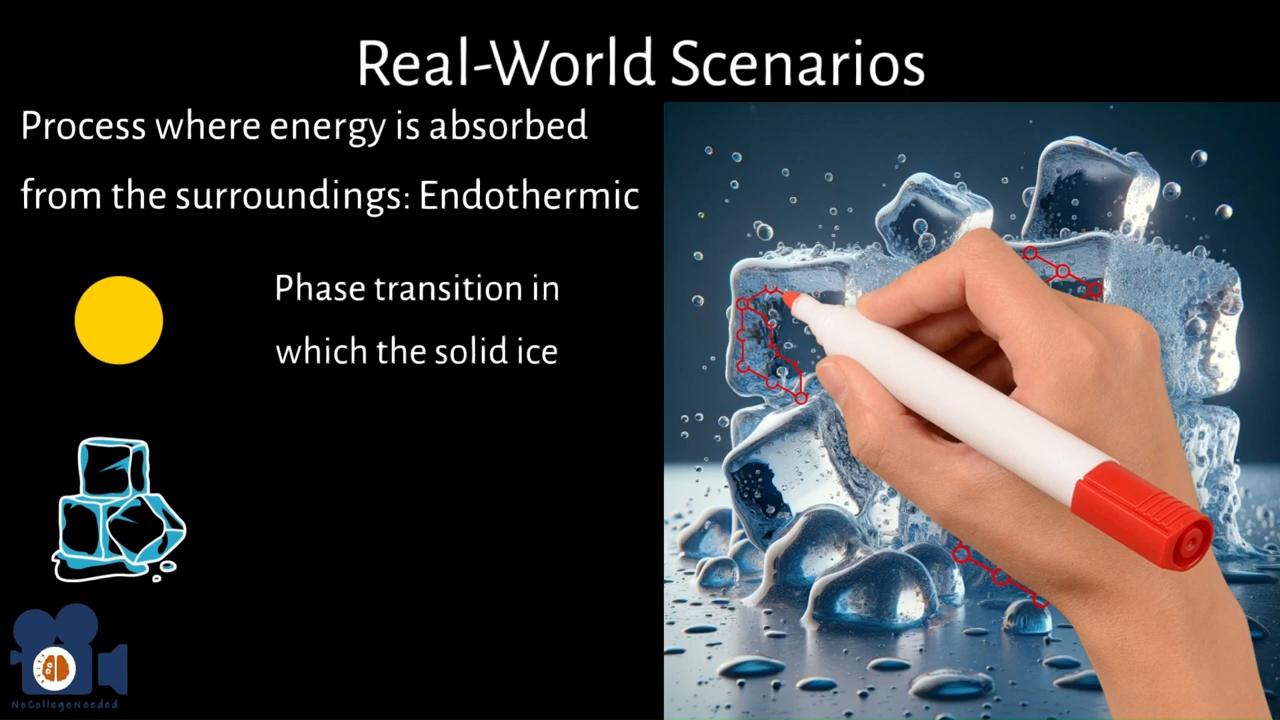 Real-World Scenarios
Process where energy is absorbed
from the surroundings: Endothermic
Phase transition in
which the solid ice
NoCollegeNeeded